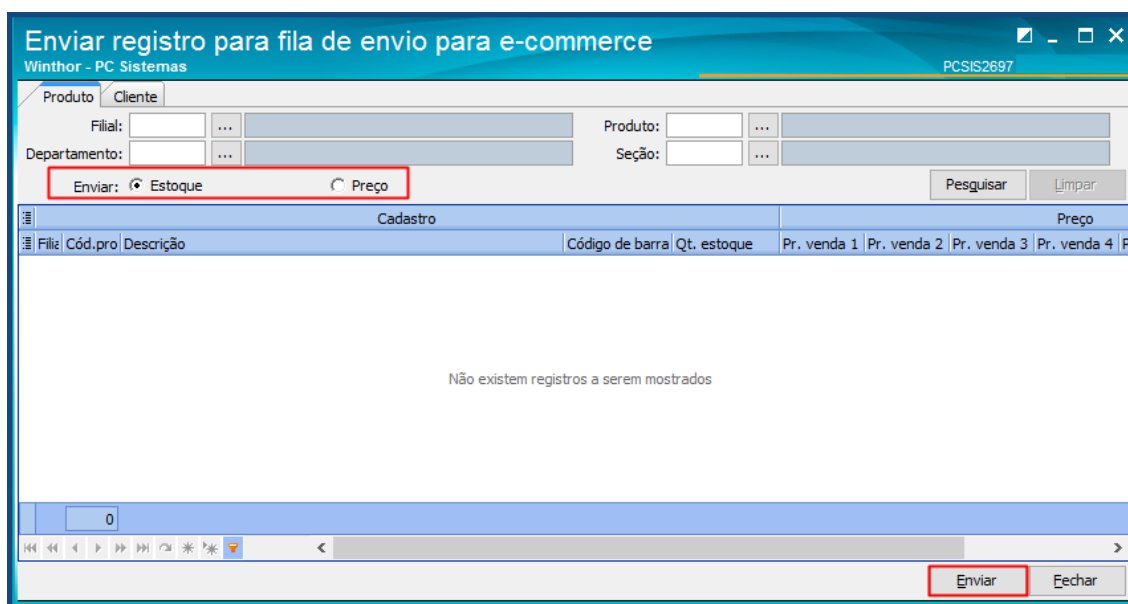 Enviar registro para fila de envio para e-commerce
Winthor - PC Sistemas
PCSIS2697
Produto Cliente
Filial: ... Produto: ...
Departamento: ... Seção: ...
Enviar: Estoque Preço Pesquisar Limpar
Cadastro Preço
Filia Cód.pro Descrição Código de barra Qt. estoque Pr. venda 1 Pr. venda 2 Pr. venda 3 Pr. venda 4 P
Não existem registros a serem mostrados
0
Enviar Fechar